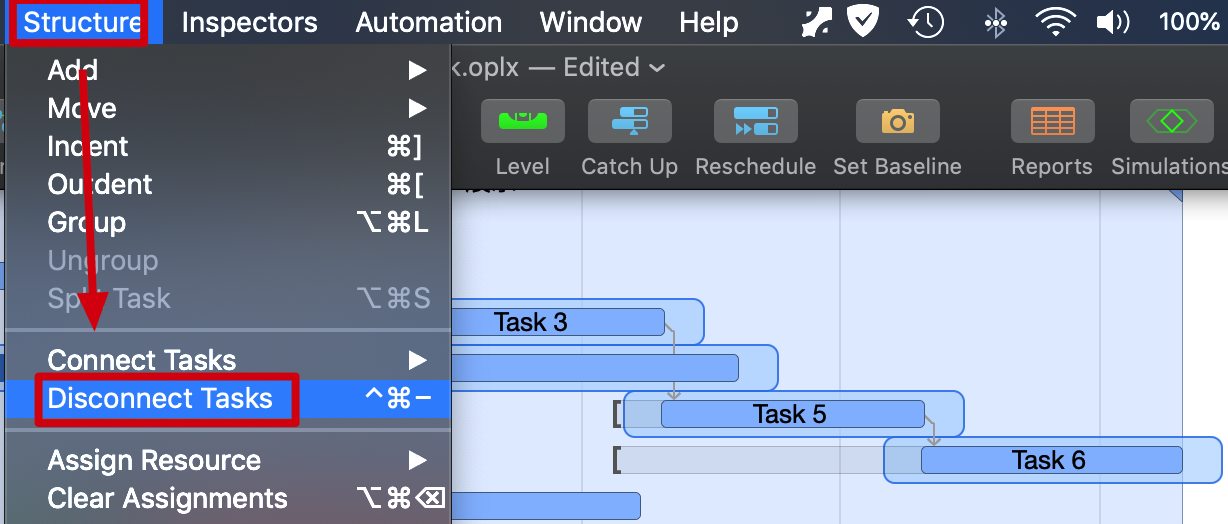 Structure Inspectors Automation Window Help 100%
k.oplx — Edited
Add
Move
Indent ⌘]
Outdent ⌘[
Group ⌥⌘L
Ungroup
Split Task ⌥⌘S
Connect Tasks
Disconnect Tasks ^⌘−
Assign Resource
Clear Assignments ⌥⌘⌫
Level Catch Up Reschedule Set Baseline Reports Simulations
Task 3
Task 5
Task 6